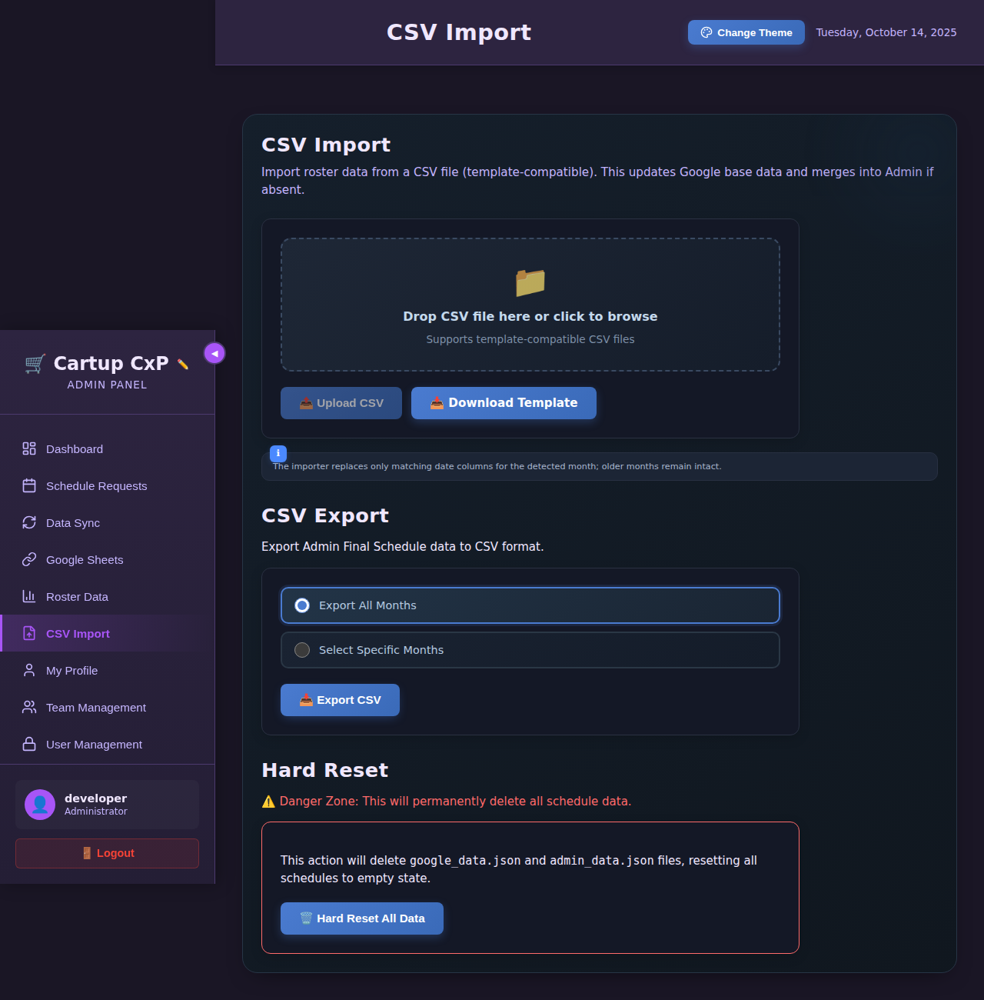 CSV Import
Change Theme
Tuesday, October 14, 2025
🛒 Cartup CxP ✏️
ADMIN PANEL
◀
Dashboard
Schedule Requests
Data Sync
Google Sheets
Roster Data
CSV Import
My Profile
Team Management
User Management
👤 developer
Administrator
🚪 Logout
CSV Import
Import roster data from a CSV file (template-compatible). This updates Google base data and merges into Admin if
absent.
📁
Drop CSV file here or click to browse
Supports template-compatible CSV files
📥 Upload CSV
📥 Download Template
i
The importer replaces only matching date columns for the detected month; older months remain intact.
CSV Export
Export Admin Final Schedule data to CSV format.
Export All Months
Select Specific Months
📥 Export CSV
Hard Reset
⚠️ Danger Zone: This will permanently delete all schedule data.
This action will delete google_data.json and admin_data.json files, resetting all
schedules to empty state.
🗑️ Hard Reset All Data